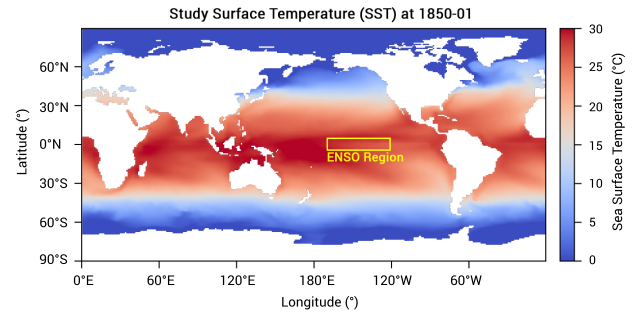 Study Surface Temperature (SST) at 1850-01
60°N
30°N
0°N
30°S
60°S
90°S
Latitude (°)
ENSO Region
0°E
60°E
120°E
180°E
120°W
60°W
Longitude (°)
30
25
20
15
10
5
0
Sea Surface Temperature (°C)